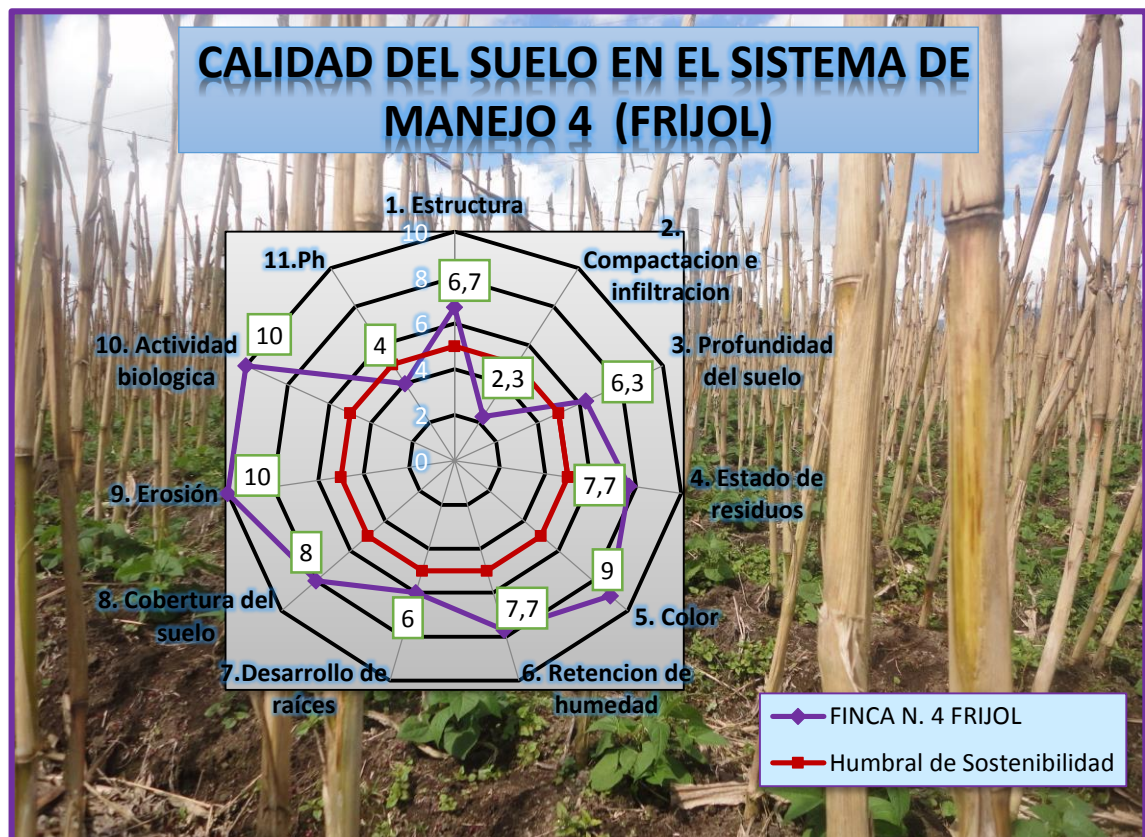 CALIDAD DEL SUELO EN EL SISTEMA DE
MANEJO 4 (FRIJOL)
1. Estructura
2.
Compactacion e
infiltracion
3. Profundidad
del suelo
4. Estado de
residuos
5. Color
6. Retencion de
humedad
7.Desarrollo de
raíces
8. Cobertura del
suelo
9. Erosión
10. Actividad
biologica
11.Ph
10
8
6
4
2
0
6,7
2,3
6,3
7,7
9
7,7
6
8
10
10
4
FINCA N. 4 FRIJOL
Humbral de Sostenibilidad